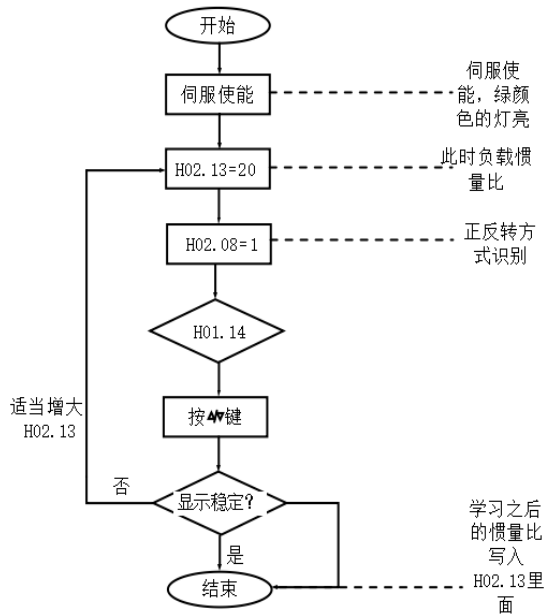 开始
伺服使能
伺服使
能，绿颜
色的灯亮
H02.13=20
此时负载惯
量比
H02.08=1
正反转方
式识别
H01.14
适当增大
H02.13
按▲/▼键
否
显示稳定?
是
结束
学习之后
的惯量比
写入
H02.13里
面